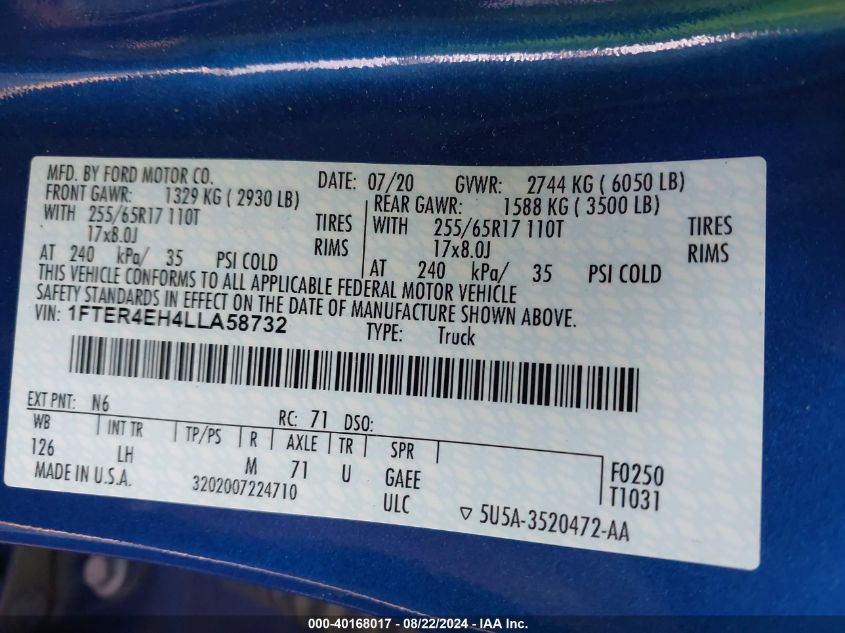 MFD. BY FORD MOTOR CO. DATE: 07/20 GVWR: 2744 KG ( 6050 LB)
FRONT GAWR: 1329 KG ( 2930 LB) REAR GAWR: 1588 KG ( 3500 LB)
WITH 255/65R17 110T TIRES WITH 255/65R17 110T TIRES
17x8.0J RIMS 17x8.0J RIMS
AT 240 kPa/ 35 PSI COLD AT 240 kPa/ 35 PSI COLD
THIS VEHICLE CONFORMS TO ALL APPLICABLE FEDERAL MOTOR VEHICLE
SAFETY STANDARDS IN EFFECT ON THE DATE OF MANUFACTURE SHOWN ABOVE.
VIN: 1FTER4EH4LLA58732 TYPE: Truck
EXT PNT: N6 RC: 71 DSO:
WB INT TR TP/PS R AXLE TR SPR
126 LH M 71 U GAEE F0250
MADE IN U.S.A. 3202007224710 ULC T1031
▽ 5U5A-3520472-AA
000-40168017 - 08/22/2024 - IAA Inc.